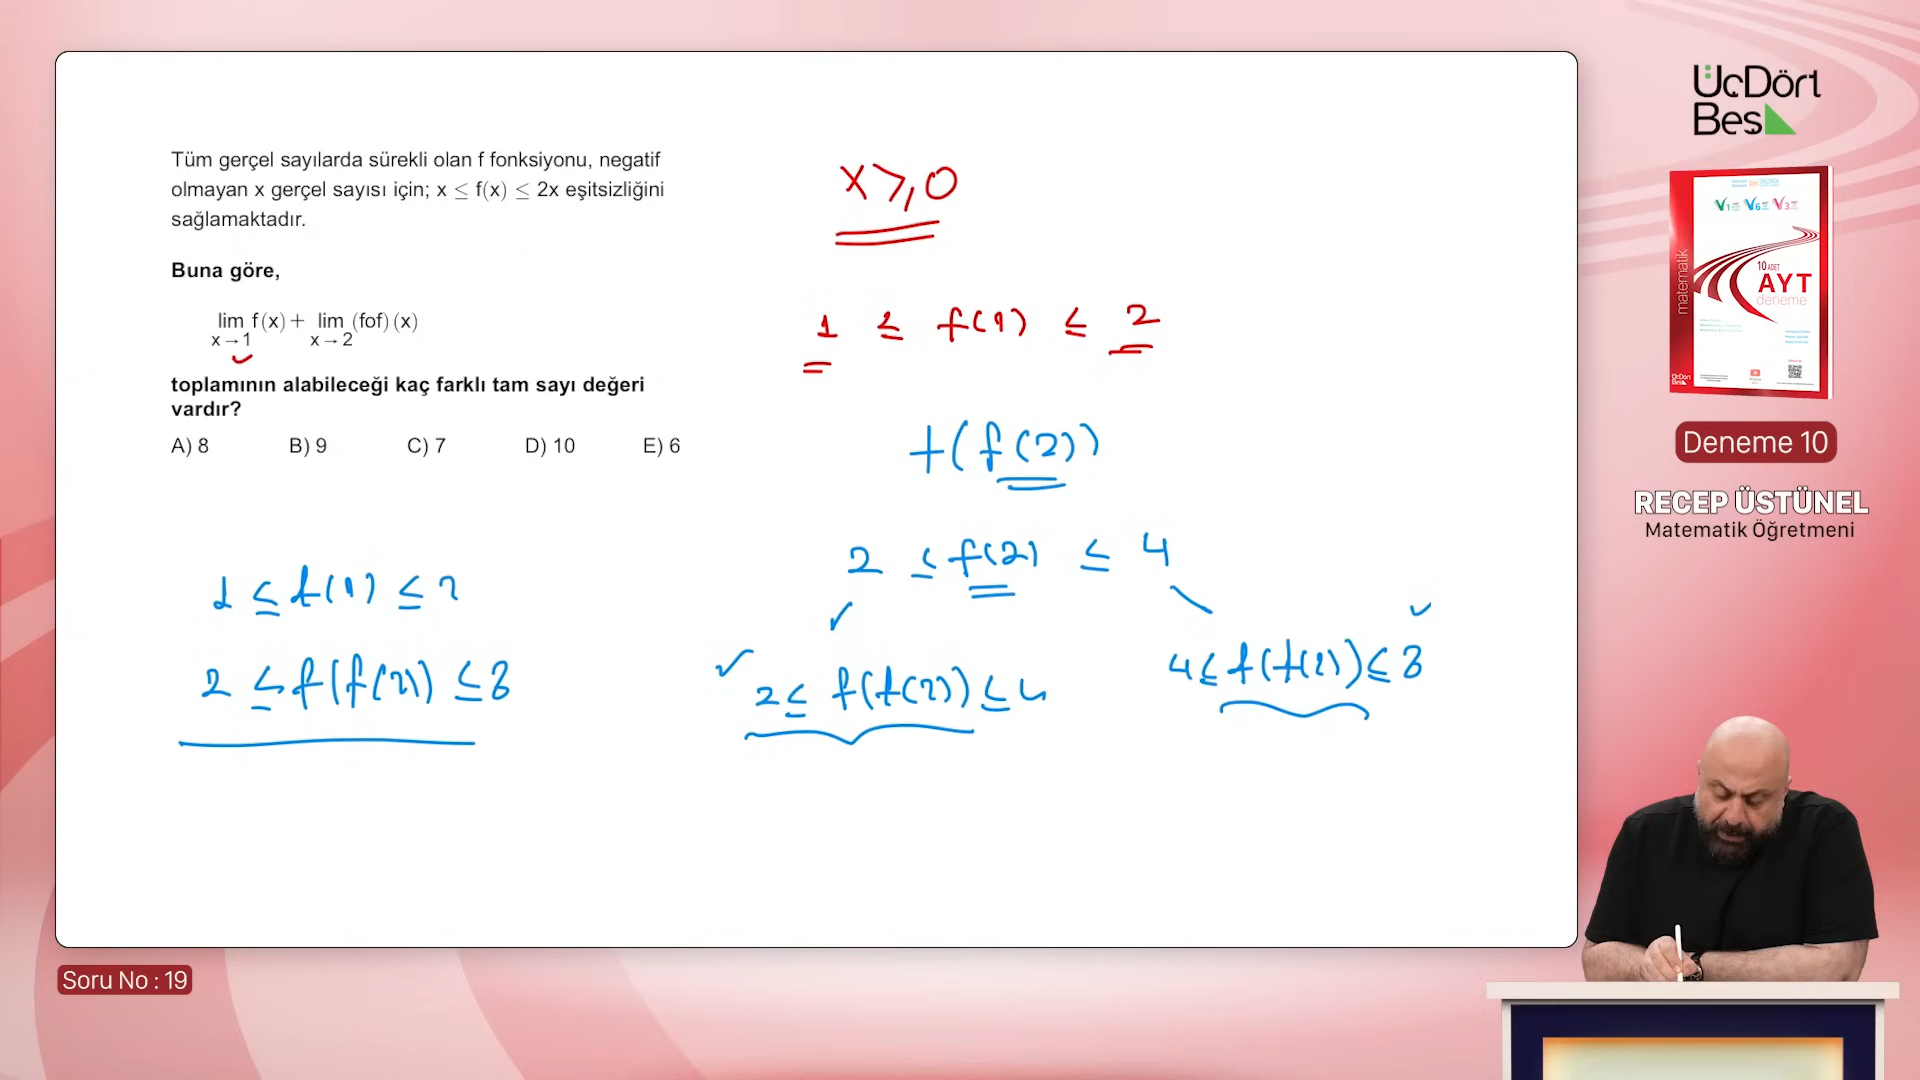 Tüm gerçel sayılarda sürekli olan f fonksiyonu, negatif
olmayan x gerçel sayısı için; x ≤ f(x) ≤ 2x eşitsizliğini
sağlamaktadır.
Buna göre,
lim f(x) + lim (fof)(x)
x→1 x→2
toplamının alabileceği kaç farklı tam sayı değeri
vardır?
A) 8 B) 9 C) 7 D) 10 E) 6
x ≥ 0
1 ≤ f(1) ≤ 2
f(f(2))
2 ≤ f(2) ≤ 4
2 ≤ f(f(2)) ≤ 4
4 ≤ f(f(2)) ≤ 8
1 ≤ f(1) ≤ 2
2 ≤ f(f(2)) ≤ 8
ÜçDört
Beş
matematik
10 ADET
AYT
deneme
ÜçDört
Beş
Deneme 10
RECEP ÜSTÜNEL
Matematik Öğretmeni
Soru No : 19